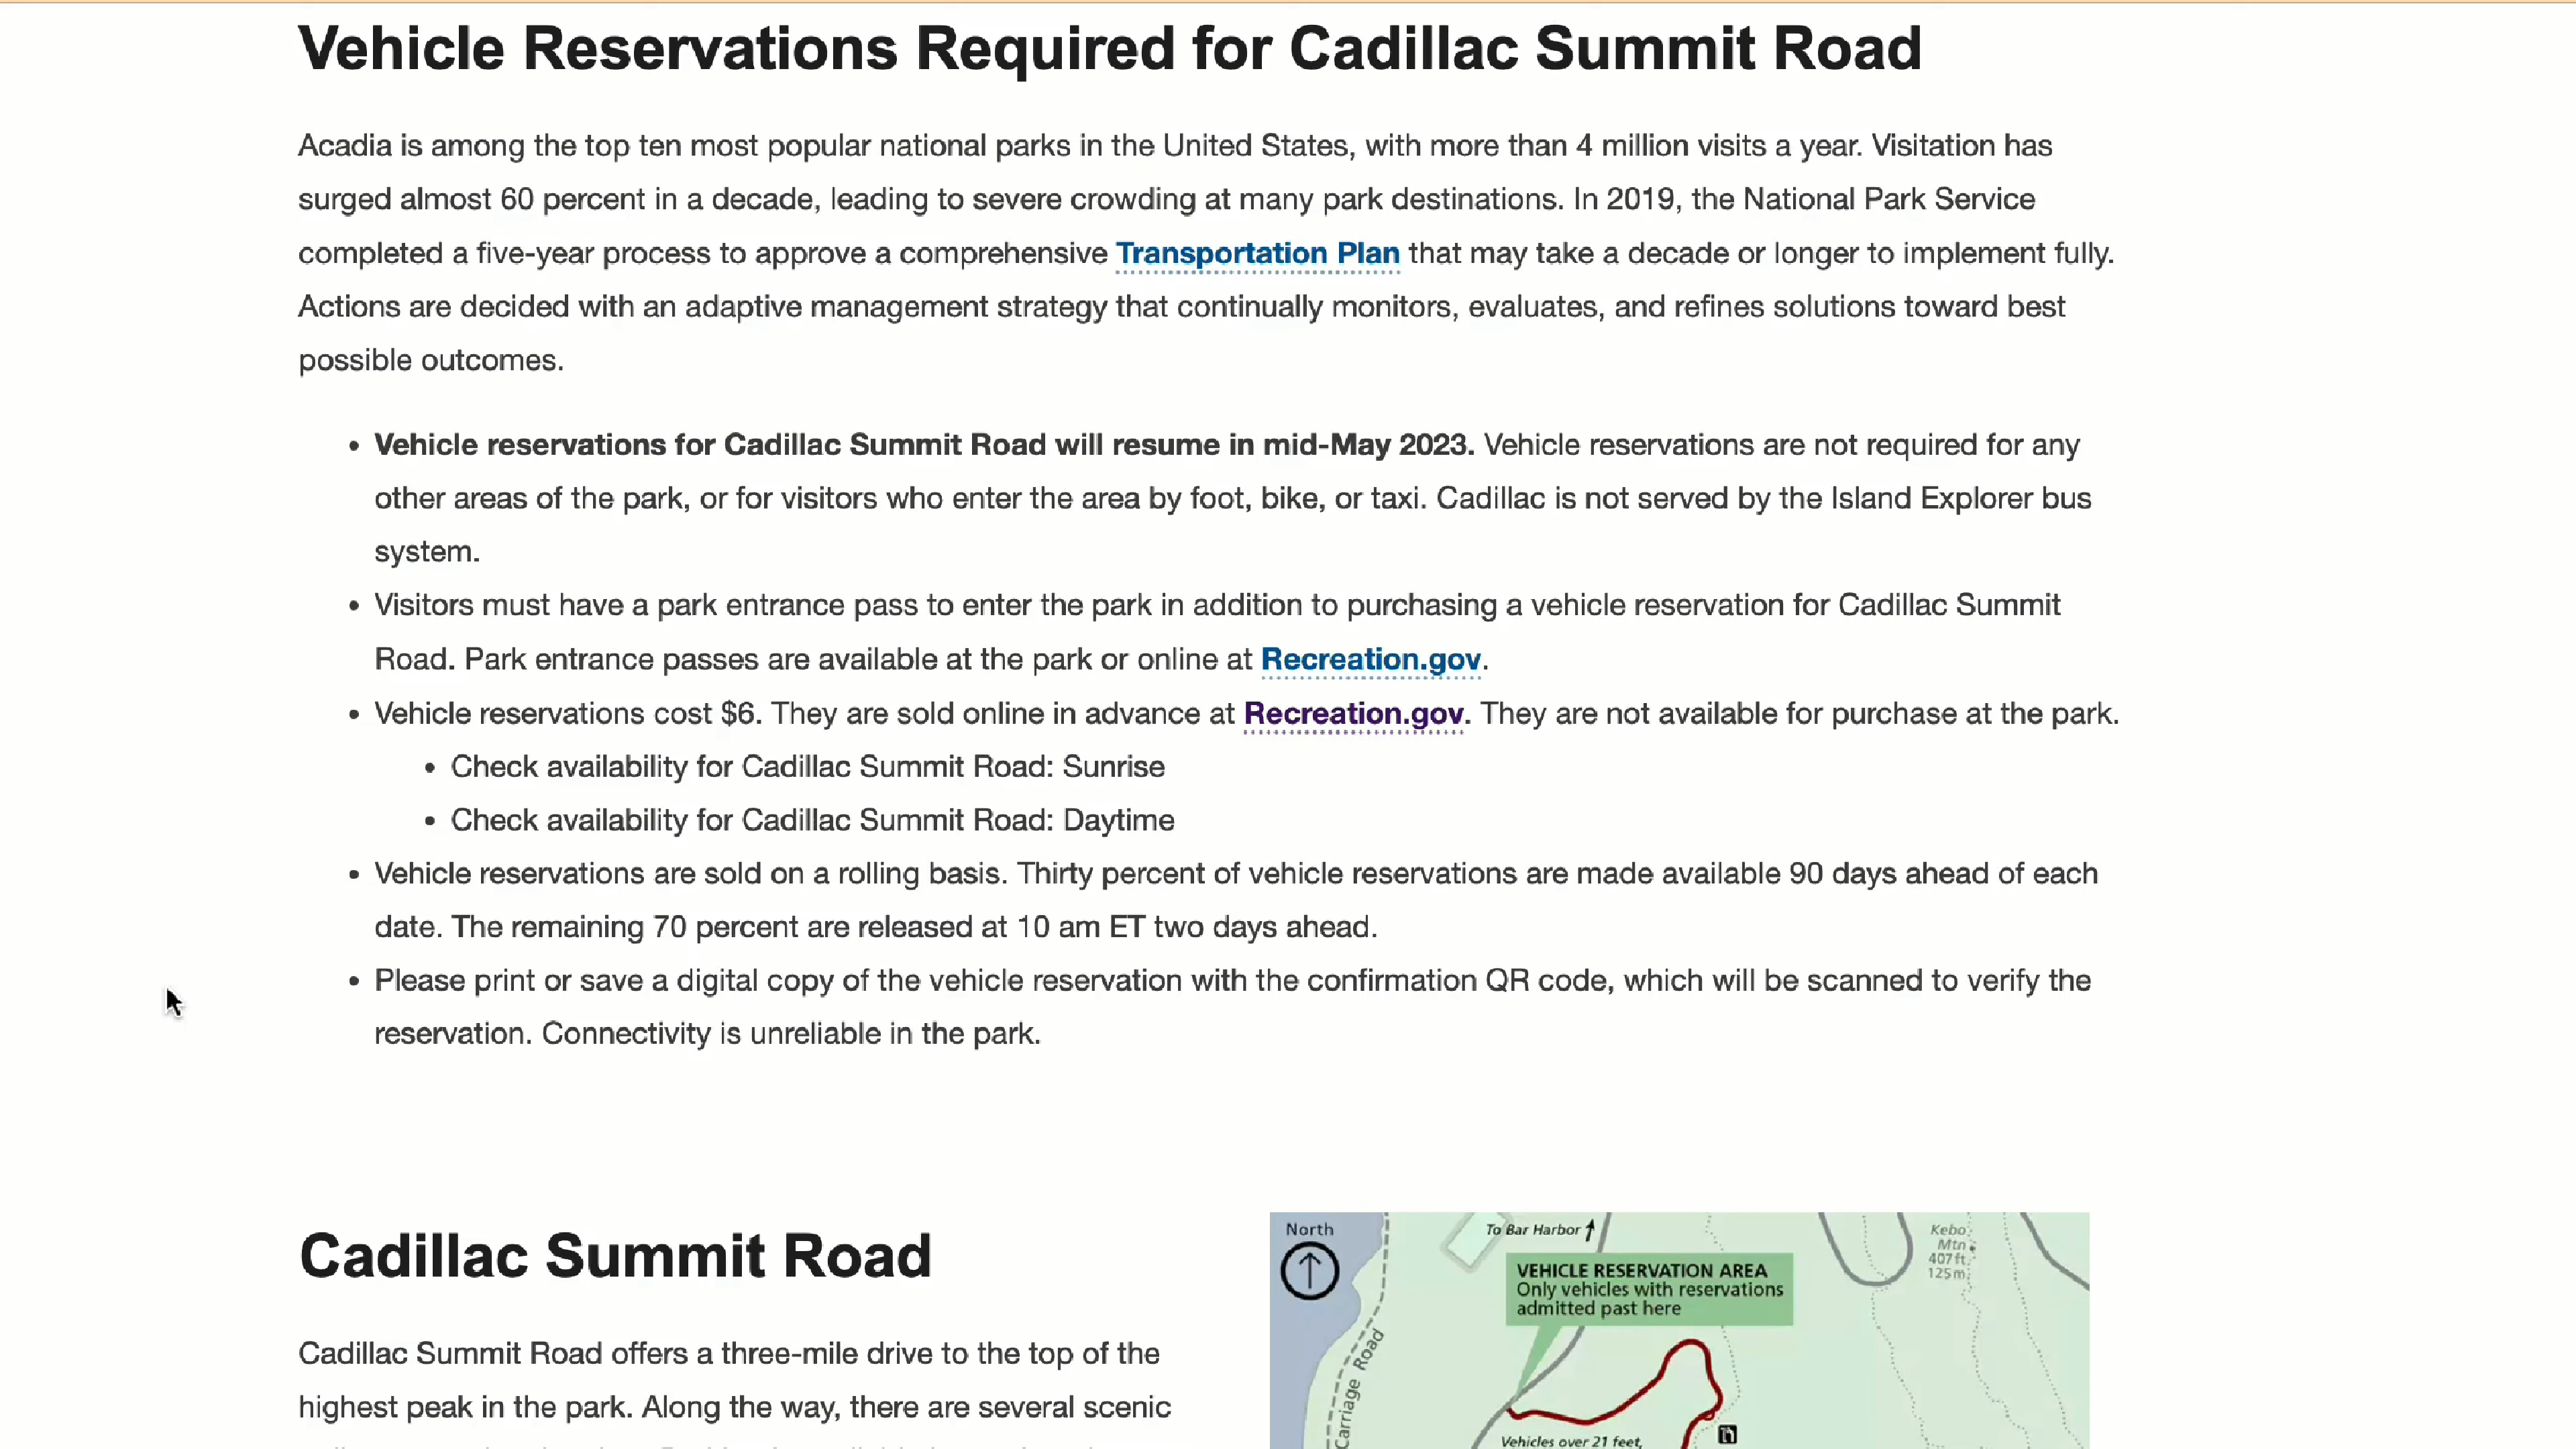 Vehicle Reservations Required for Cadillac Summit Road
Acadia is among the top ten most popular national parks in the United States, with more than 4 million visits a year. Visitation has
surged almost 60 percent in a decade, leading to severe crowding at many park destinations. In 2019, the National Park Service
completed a five-year process to approve a comprehensive Transportation Plan that may take a decade or longer to implement fully.
Actions are decided with an adaptive management strategy that continually monitors, evaluates, and refines solutions toward best
possible outcomes.
• Vehicle reservations for Cadillac Summit Road will resume in mid-May 2023. Vehicle reservations are not required for any
other areas of the park, or for visitors who enter the area by foot, bike, or taxi. Cadillac is not served by the Island Explorer bus
system.
• Visitors must have a park entrance pass to enter the park in addition to purchasing a vehicle reservation for Cadillac Summit
Road. Park entrance passes are available at the park or online at Recreation.gov.
• Vehicle reservations cost $6. They are sold online in advance at Recreation.gov. They are not available for purchase at the park.
• Check availability for Cadillac Summit Road: Sunrise
• Check availability for Cadillac Summit Road: Daytime
• Vehicle reservations are sold on a rolling basis. Thirty percent of vehicle reservations are made available 90 days ahead of each
date. The remaining 70 percent are released at 10 am ET two days ahead.
• Please print or save a digital copy of the vehicle reservation with the confirmation QR code, which will be scanned to verify the
reservation. Connectivity is unreliable in the park.
Cadillac Summit Road
Cadillac Summit Road offers a three-mile drive to the top of the
highest peak in the park. Along the way, there are several scenic
North
To Bar Harbor
Kebo
Mtn
407 ft
125m
VEHICLE RESERVATION AREA
Only vehicles with reservations
admitted past here
Carriage Road
Vehicles over 21 feet,